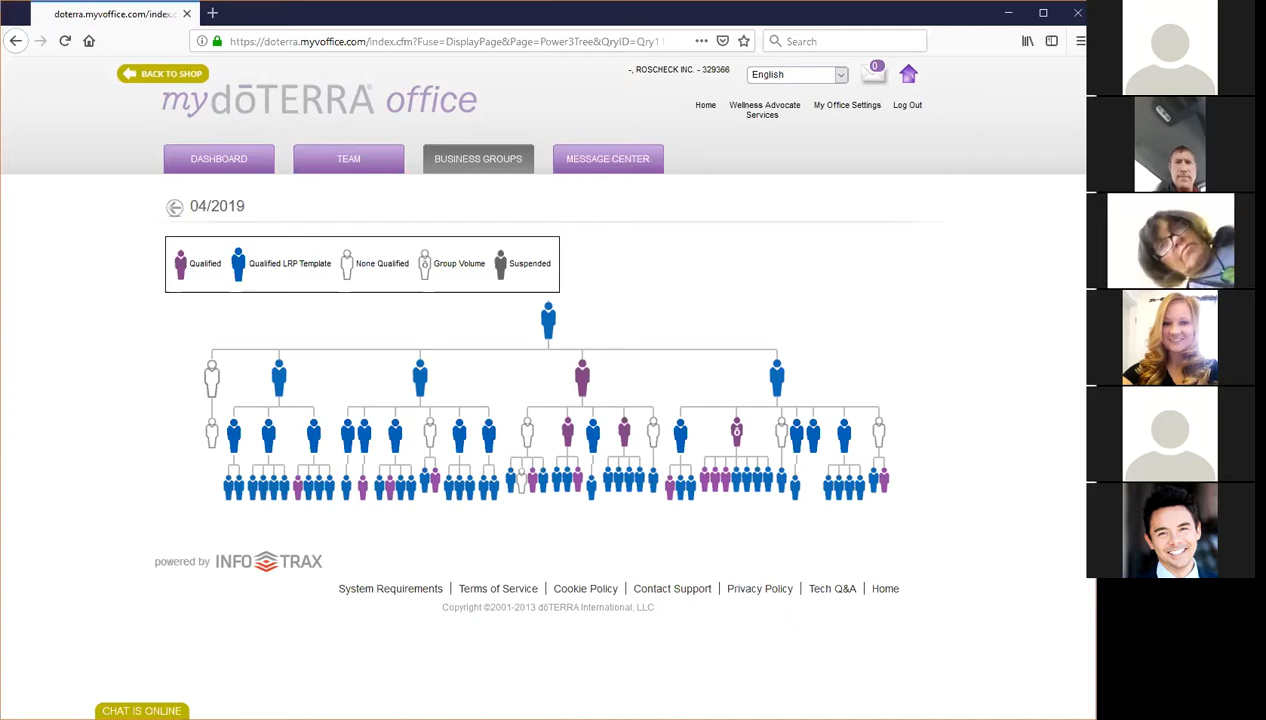 doterra.myvoffice.com/index.c
https://doterra.myvoffice.com/index.cfm?Fuse=DisplayPage&Page=Power3Tree&QryID=Qry11
Search
BACK TO SHOP
-, ROSCHECK INC. - 329366
English
0
my dōTERRA office
Home
Wellness Advocate Services
My Office Settings
Log Out
DASHBOARD
TEAM
BUSINESS GROUPS
MESSAGE CENTER
04/2019
Qualified
Qualified LRP Template
None Qualified
Group Volume
Suspended
powered by INFOTRAX
System Requirements | Terms of Service | Cookie Policy | Contact Support | Privacy Policy | Tech Q&A | Home
Copyright ©2001-2013 dōTERRA International, LLC
CHAT IS ONLINE